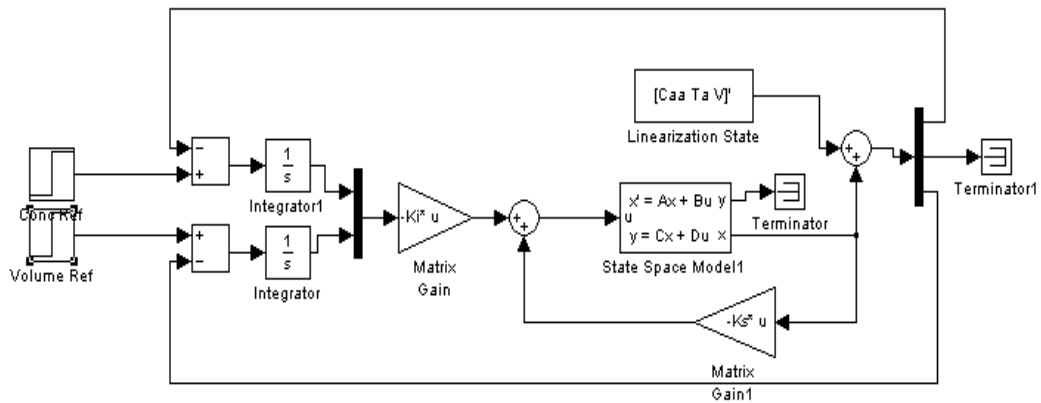 [Caa Ta V]'
Linearization State
−
+
1
s
Integrator1
Conc Ref
+
−
1
s
Integrator
Volume Ref
-Ki* u
Matrix
Gain
+
+
x' = Ax + Bu
y = Cx + Du
u
y
x
State Space Model1
Terminator
+
+
Terminator1
-Ks* u
Matrix
Gain1